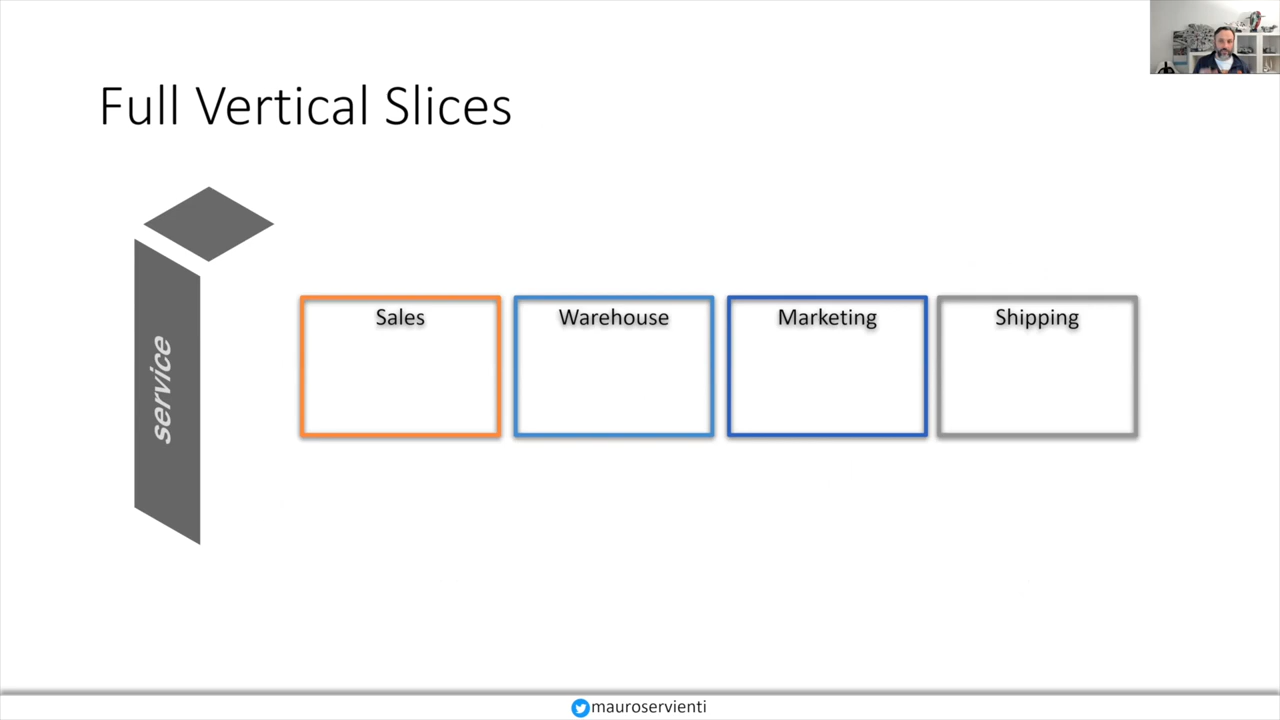 Full Vertical Slices
service
Sales
Warehouse
Marketing
Shipping
mauroservienti